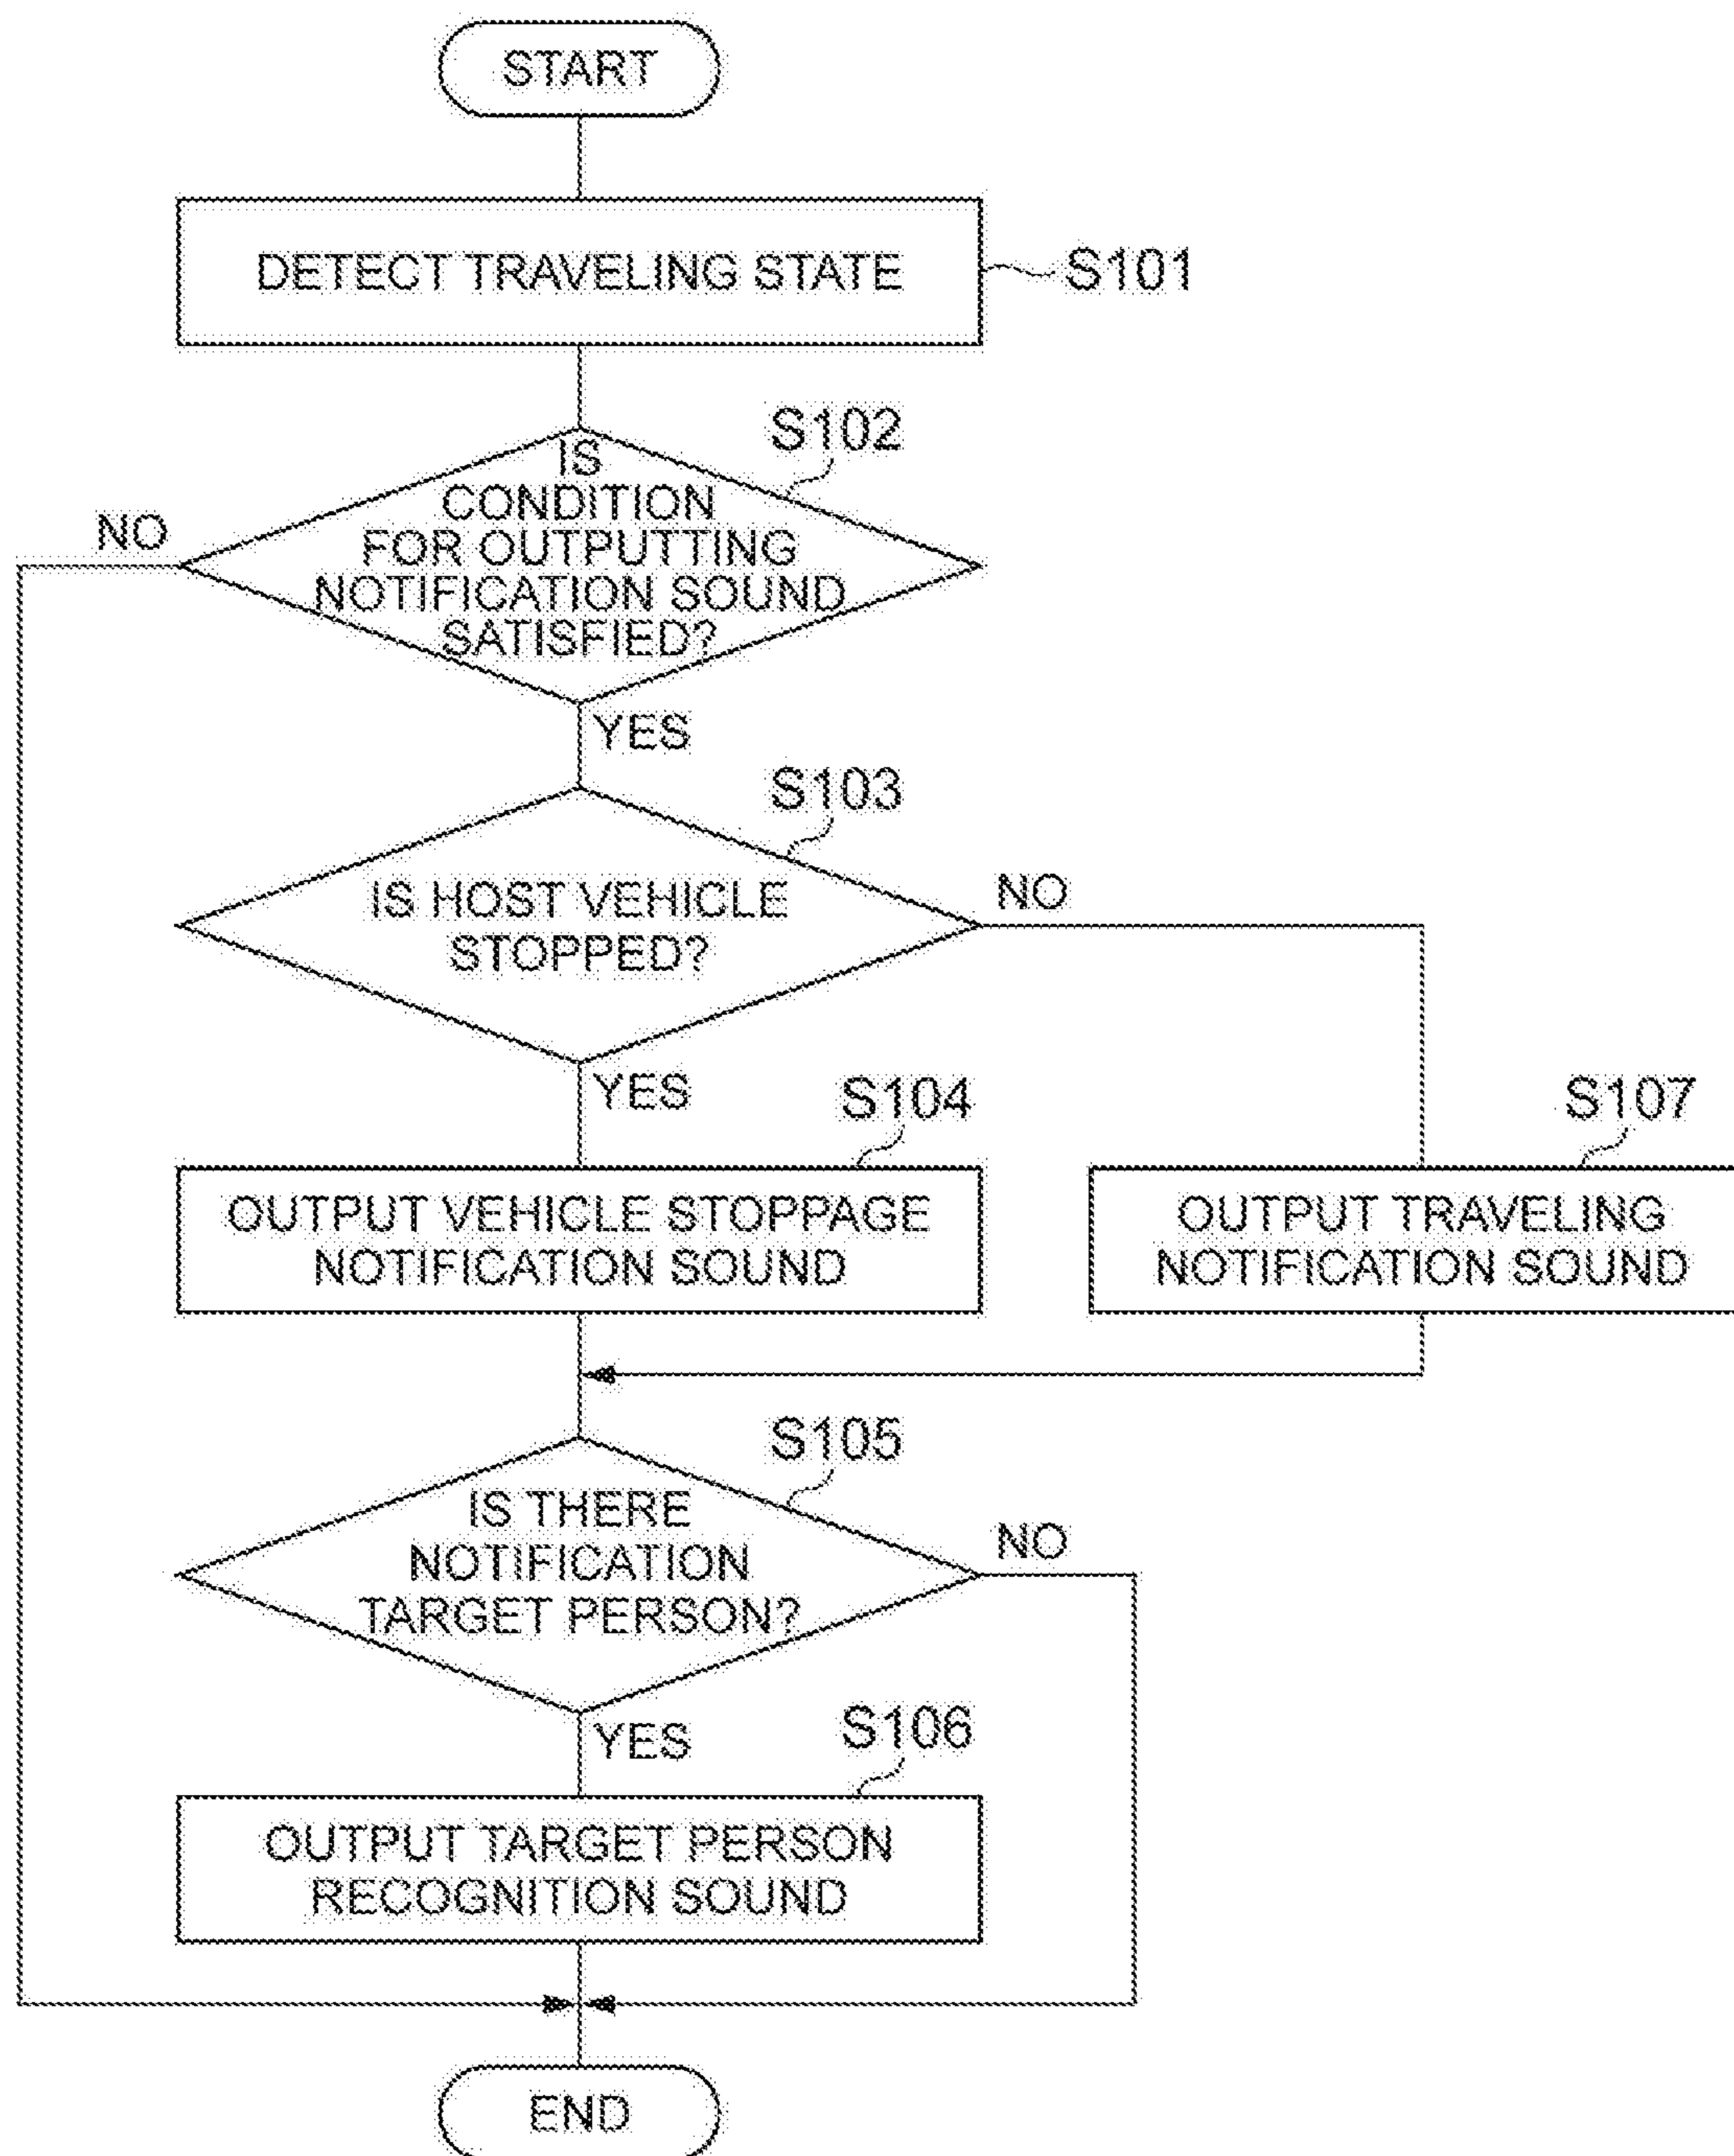 START
DETECT TRAVELING STATE
S101
S102
IS
CONDITION
FOR OUTPUTTING
NOTIFICATION SOUND
SATISFIED?
NO
YES
S103
IS HOST VEHICLE
STOPPED?
NO
YES
S104
OUTPUT VEHICLE STOPPAGE
NOTIFICATION SOUND
S107
OUTPUT TRAVELING
NOTIFICATION SOUND
S105
IS THERE
NOTIFICATION
TARGET PERSON?
NO
YES
S106
OUTPUT TARGET PERSON
RECOGNITION SOUND
END